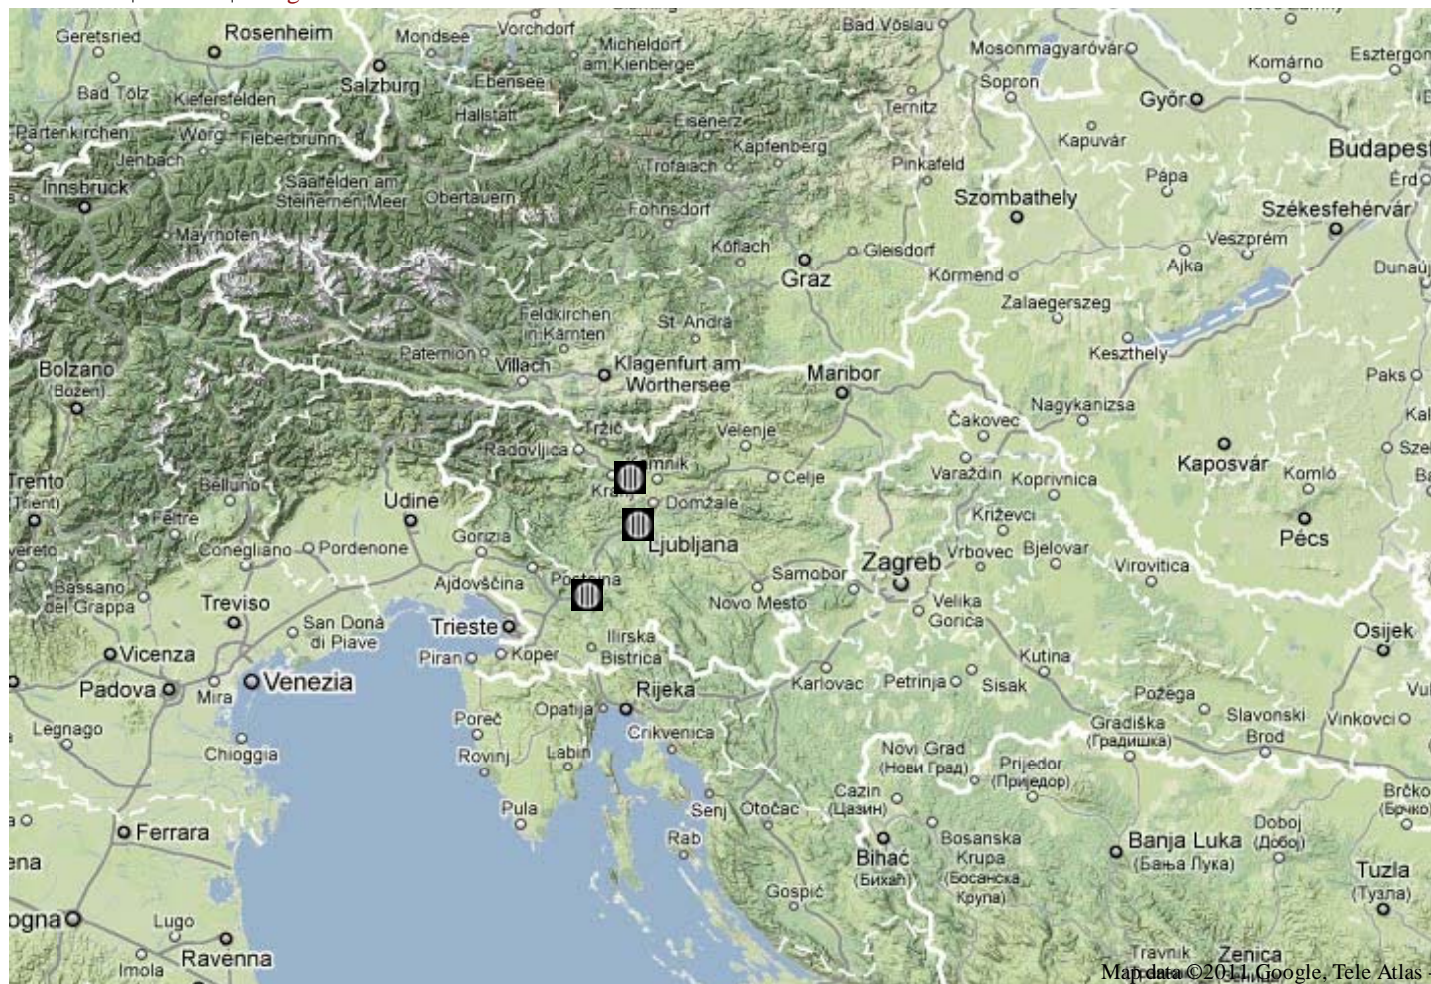 Geretsried
Rosenheim
Mondsee
Vorchdorf
Micheldorf
am Kienberge
Bad Vöslau
Mosonmagyaróvár
Komárno
Esztergon
Bad Tölz
Kiefersfelden
Salzburg
Ebensee
Hallstatt
Ternitz
Sopron
Győr
Partenkirchen
Wörgl
Fieberbrunn
Jenbach
Eisenerz
Kapfenberg
Trofaiach
Pinkafeld
Kapuvár
Budapest
Innsbruck
Saalfelden am
Steinernen Meer
Obertauern
Fohnsdorf
Szombathely
Pápa
Érd
Székesfehérvár
Mayrhofen
Köflach
Gleisdorf
Graz
Körmend
Veszprém
Ajka
Dunaúj
Zalaegerszeg
Feldkirchen
in Kärnten
St Andrä
Paternion
Villach
Klagenfurt am
Wörthersee
Maribor
Keszthely
Bolzano
(Bozen)
Paks
Nagykanizsa
Čakovec
Tržič
Radovljica
Velenje
Kaposvár
Komló
Celje
Varaždin
Koprivnica
Trento
(Trient)
Belluno
Udine
Domžale
Feltre
Gorizia
Križevci
Pécs
Conegliano
Pordenone
Ljubljana
Vrbovec
Bjelovar
Zagreb
Virovitica
Ajdovščina
Postojna
Samobor
Bassano
del Grappa
Treviso
Novo Mesto
Velika
Gorica
San Donà
di Piave
Trieste
Ilirska
Bistrica
Osijek
Vicenza
Piran
Koper
Kutina
Padova
Mira
Venezia
Rijeka
Karlovac
Petrinja
Sisak
Požega
Opatija
Legnago
Poreč
Crikvenica
Gradiška
(Градишка)
Slavonski
Brod
Vinkovci
Chioggia
Rovinj
Labin
Novi Grad
(Нови Град)
Prijedor
(Приједор)
Cazin
(Цазин)
Brčko
(Брчко)
Pula
Senj
Otočac
Ferrara
Rab
Bihać
(Бихаћ)
Bosanska
Krupa
(Босанска
Крупа)
Banja Luka
(Бања Лука)
Doboj
(Добој)
Tuzla
(Тузла)
Gospić
ogna
Lugo
Ravenna
Imola
Travnik
Zenica
Map data ©2011 Google, Tele Atlas -